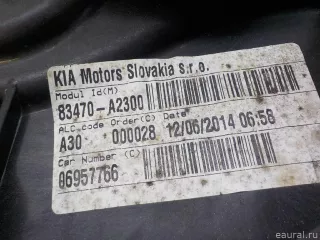 KIA Motors Slovakia s.r.o.
Modul Id(M)
83470-A2300
ALC code Order(C) Date
A30 000028 12/06/2014 06:58
Car Number (C)
06957766
eaural.ru